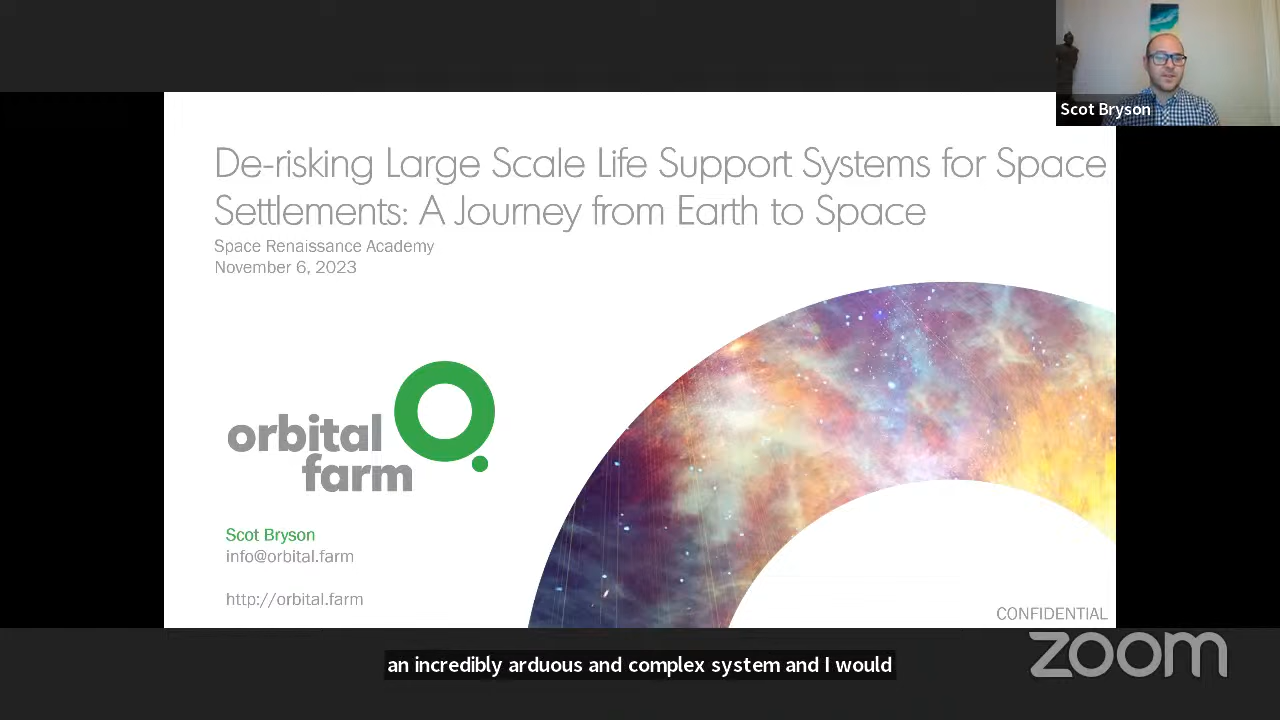 Scot Bryson
De-risking Large Scale Life Support Systems for Space
Settlements: A Journey from Earth to Space
Space Renaissance Academy
November 6, 2023
orbital
farm
Scot Bryson
info@orbital.farm
http://orbital.farm
CONFIDENTIAL
an incredibly arduous and complex system and I would
zoom